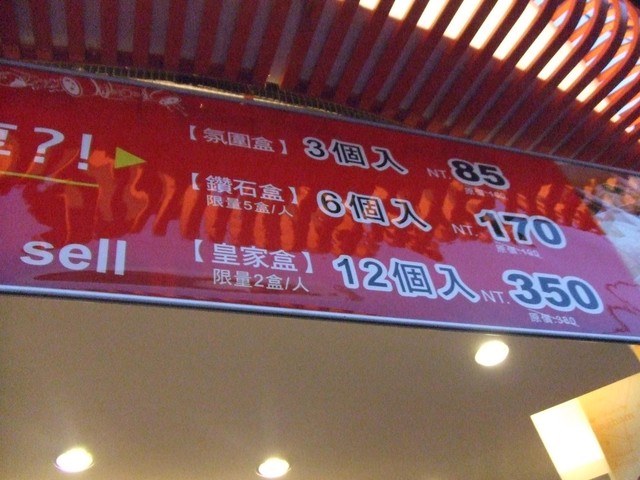 ?!
【氛圍盒】 3個入 NT. 85
【鑽石盒】 6個入 NT. 170
限量5盒/人
sell
【皇家盒】 12個入 NT. 350
限量2盒/人